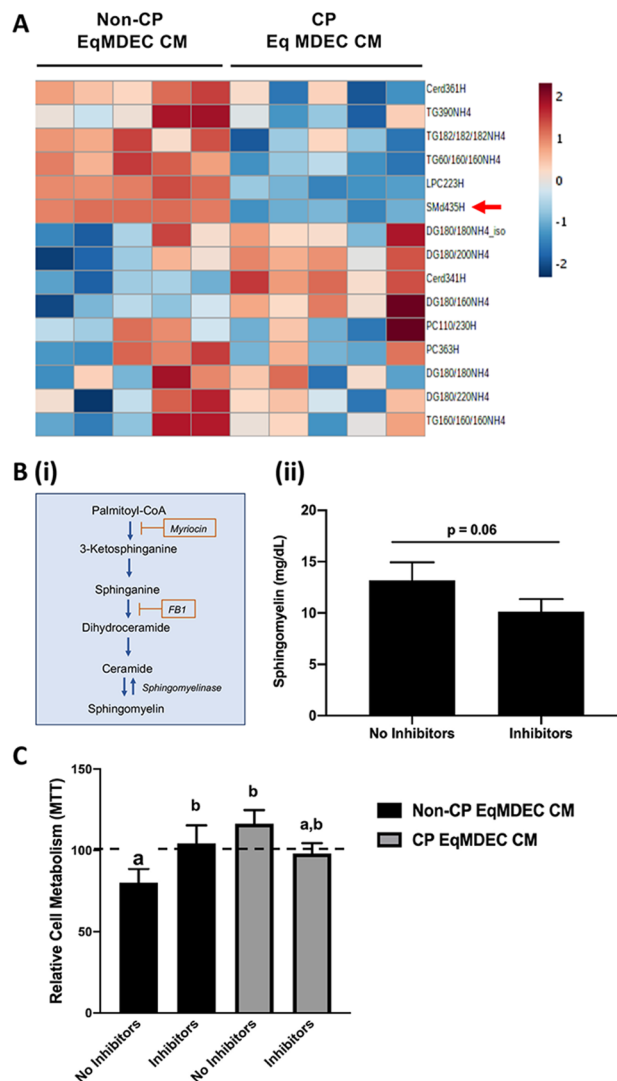 A
Non-CP
EqMDEC CM
CP
Eq MDEC CM
Cerd361H
TG390NH4
TG182/182/182NH4
TG60/160/160NH4
LPC223H
SMd435H
DG180/180NH4_iso
DG180/200NH4
Cerd341H
DG180/160NH4
PC110/230H
PC363H
DG180/180NH4
DG180/220NH4
TG160/160/160NH4
2
1
0
-1
-2
B (i)
Palmitoyl-CoA
Myriocin
3-Ketosphinganine
Sphinganine
FB1
Dihydroceramide
Ceramide
Sphingomyelinase
Sphingomyelin
(ii)
Sphingomyelin (mg/dL)
20
15
10
5
0
p = 0.06
No Inhibitors
Inhibitors
C
Relative Cell Metabolism (MTT)
150
100
50
0
a
b
b
a,b
No Inhibitors
Inhibitors
No Inhibitors
Inhibitors
Non-CP EqMDEC CM
CP EqMDEC CM